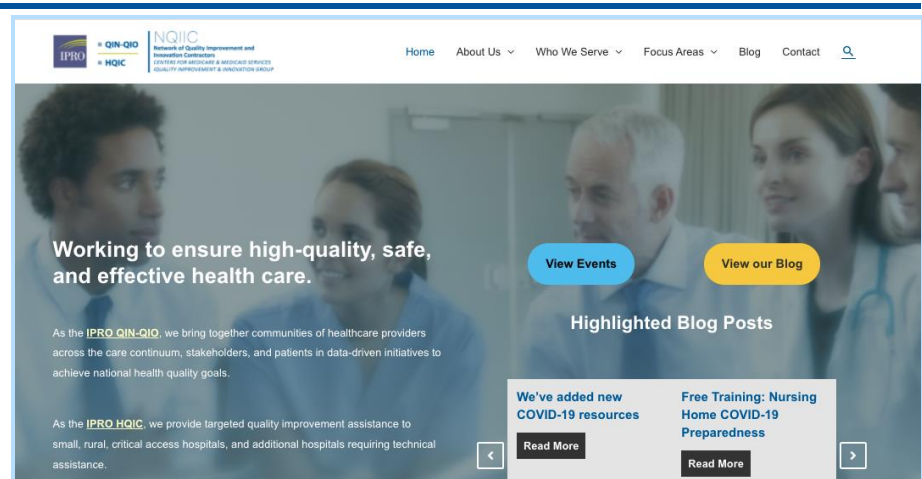 IPRO
QIN-QIO
HQIC
NQIIC
Network of Quality Improvement and
Innovation Contractors
CENTERS FOR MEDICARE & MEDICAID SERVICES
iQUALITY IMPROVEMENT & INNOVATION GROUP
Home About Us Who We Serve Focus Areas Blog Contact
Working to ensure high-quality, safe,
and effective health care.
As the IPRO QIN-QIO, we bring together communities of healthcare providers
across the care continuum, stakeholders, and patients in data-driven initiatives to
achieve national health quality goals.
As the IPRO HQIC, we provide targeted quality improvement assistance to
small, rural, critical access hospitals, and additional hospitals requiring technical
assistance.
View Events View our Blog
Highlighted Blog Posts
We've added new
COVID-19 resources
Read More
Free Training: Nursing
Home COVID-19
Preparedness
Read More